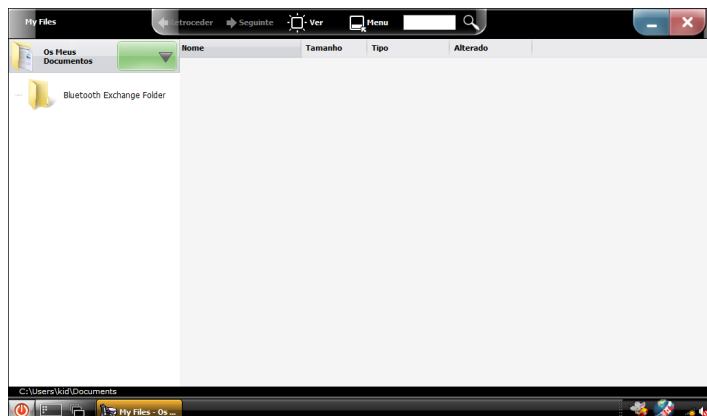 My Files
etroceder
Seguinte
Ver
Menu
Os Meus
Documentos
Nome
Tamanho
Tipo
Alterado
Bluetooth Exchange Folder
C:\Users\kid\Documents
My Files - Os ...